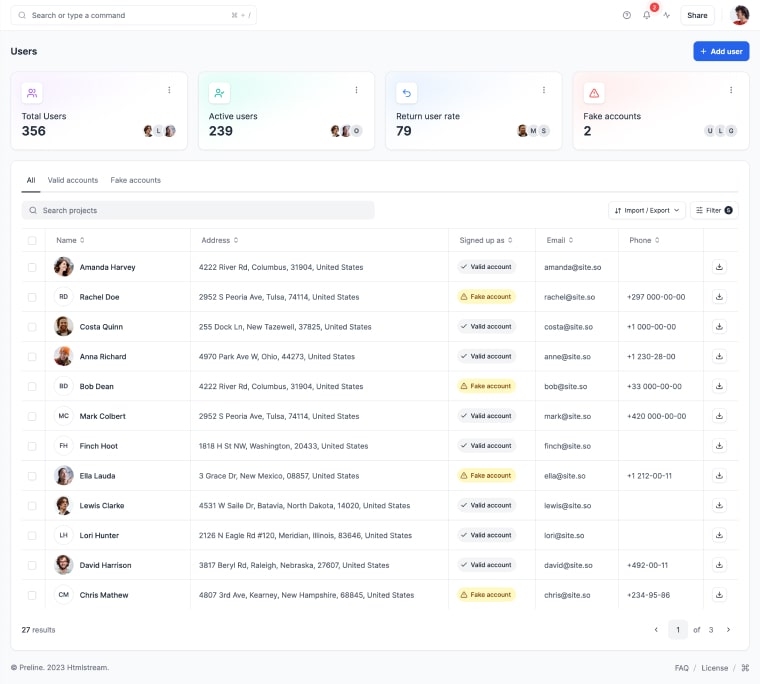 Search or type a command ⌘ + / 2 Share
Users + Add user
Total Users
356 L
Active users
239 O
Return user rate
79 M S
Fake accounts
2 U L G
All Valid accounts Fake accounts
Search projects Import / Export Filter 5
Name Address Signed up as Email Phone
Amanda Harvey 4222 River Rd, Columbus, 31904, United States Valid account amanda@site.so
RD Rachel Doe 2952 S Peoria Ave, Tulsa, 74114, United States Fake account rachel@site.so +297 000-00-00
Costa Quinn 255 Dock Ln, New Tazewell, 37825, United States Valid account costa@site.so +1 000-00-00
Anna Richard 4970 Park Ave W, Ohio, 44273, United States Valid account anne@site.so +1 230-28-00
BD Bob Dean 4222 River Rd, Columbus, 31904, United States Fake account bob@site.so +33 000-00-00
MC Mark Colbert 2952 S Peoria Ave, Tulsa, 74114, United States Valid account mark@site.so +420 000-00-00
FH Finch Hoot 1818 H St NW, Washington, 20433, United States Valid account finch@site.so
Ella Lauda 3 Grace Dr, New Mexico, 08857, United States Fake account ella@site.so +1 212-00-11
Lewis Clarke 4531 W Saile Dr, Batavia, North Dakota, 14020, United States Valid account lewis@site.so
LH Lori Hunter 2126 N Eagle Rd #120, Meridian, Illinois, 83646, United States Valid account lori@site.so
David Harrison 3817 Beryl Rd, Raleigh, Nebraska, 27607, United States Valid account david@site.so +492-00-11
CM Chris Mathew 4807 3rd Ave, Kearney, New Hampshire, 68845, United States Fake account chris@site.so +234-95-86
27 results 1 of 3
© Preline. 2023 Htmlstream. FAQ / License / ⌘